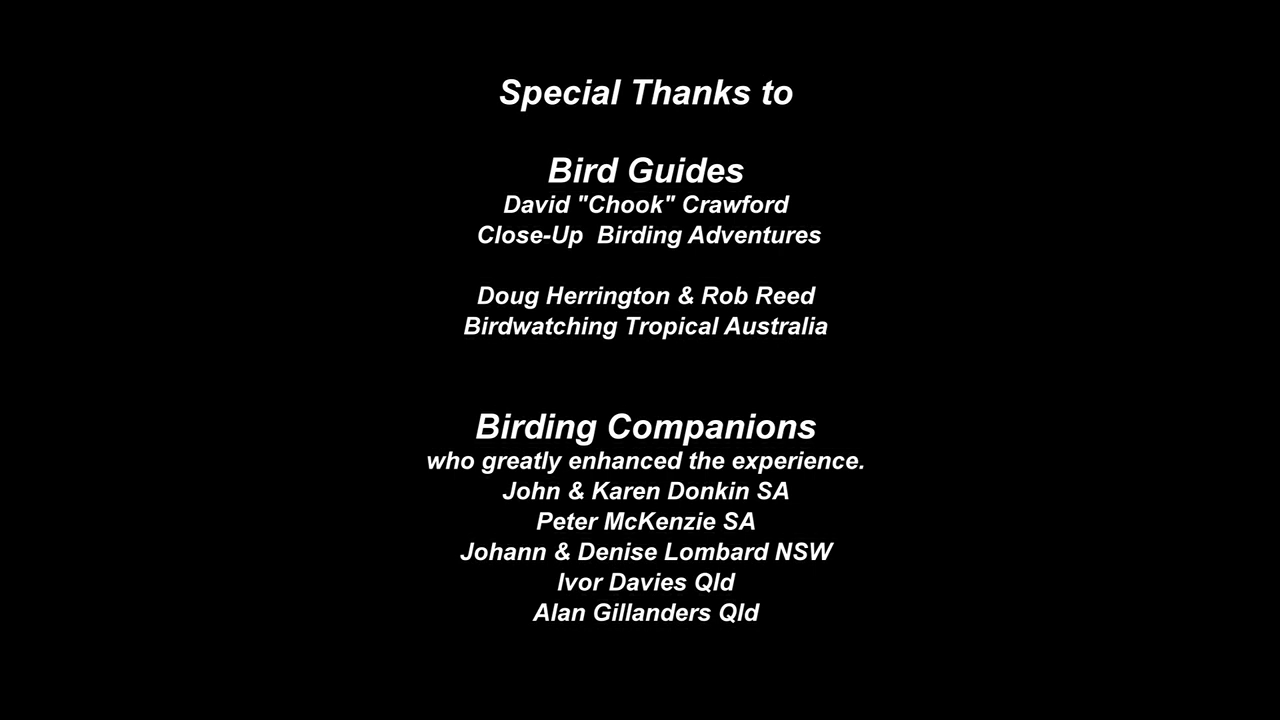 Special Thanks to
Bird Guides
David "Chook" Crawford
Close-Up  Birding Adventures
Doug Herrington & Rob Reed
Birdwatching Tropical Australia
Birding Companions
who greatly enhanced the experience.
John & Karen Donkin SA
Peter McKenzie SA
Johann & Denise Lombard NSW
Ivor Davies Qld
Alan Gillanders Qld